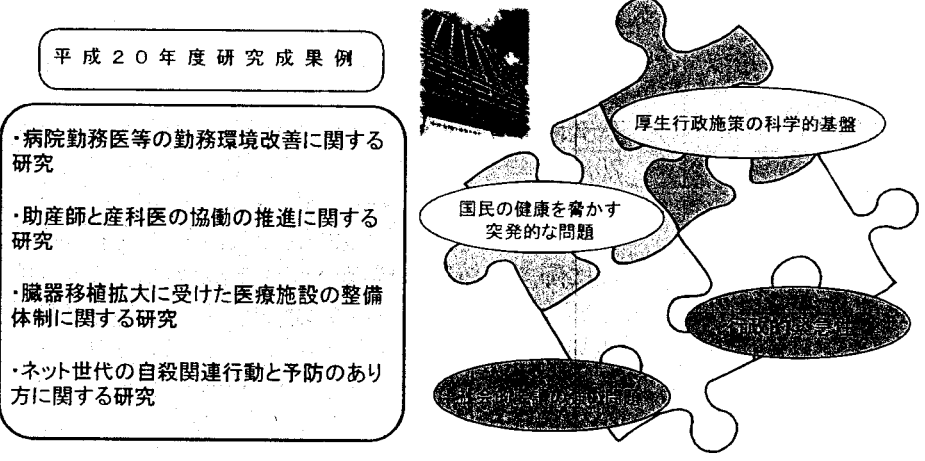 平成20年度研究成果例
・病院勤務医等の勤務環境改善に関する
研究
・助産師と産科医の協働の推進に関する
研究
・臓器移植拡大に受けた医療施設の整備
体制に関する研究
・ネット世代の自殺関連行動と予防のあり
方に関する研究
厚生行政施策の科学的基盤
国民の健康を脅かす
突発的な問題